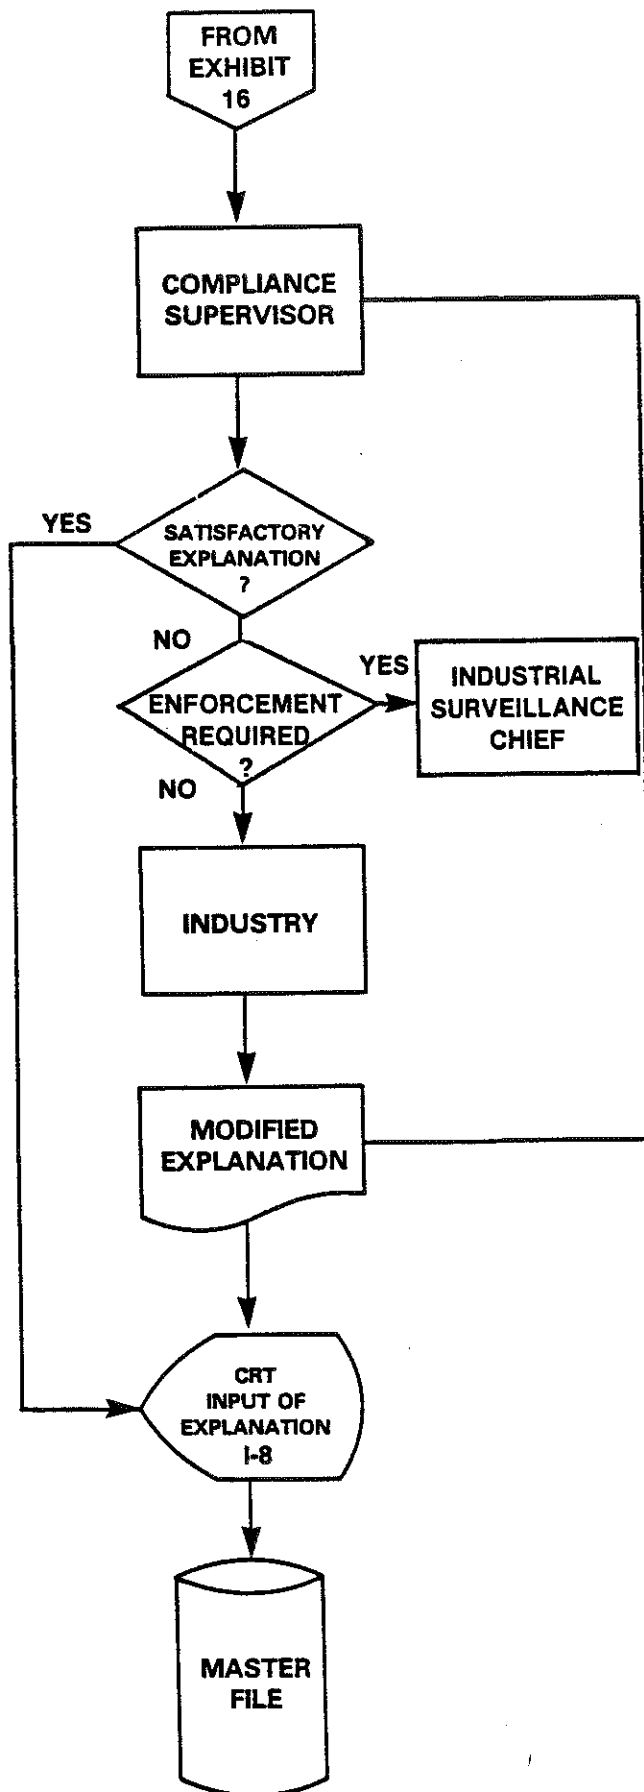 FROM
EXHIBIT
16
COMPLIANCE
SUPERVISOR
YES
SATISFACTORY
EXPLANATION
?
NO
ENFORCEMENT
REQUIRED
?
YES
INDUSTRIAL
SURVEILLANCE
CHIEF
NO
INDUSTRY
MODIFIED
EXPLANATION
CRT
INPUT OF
EXPLANATION
I-8
MASTER
FILE